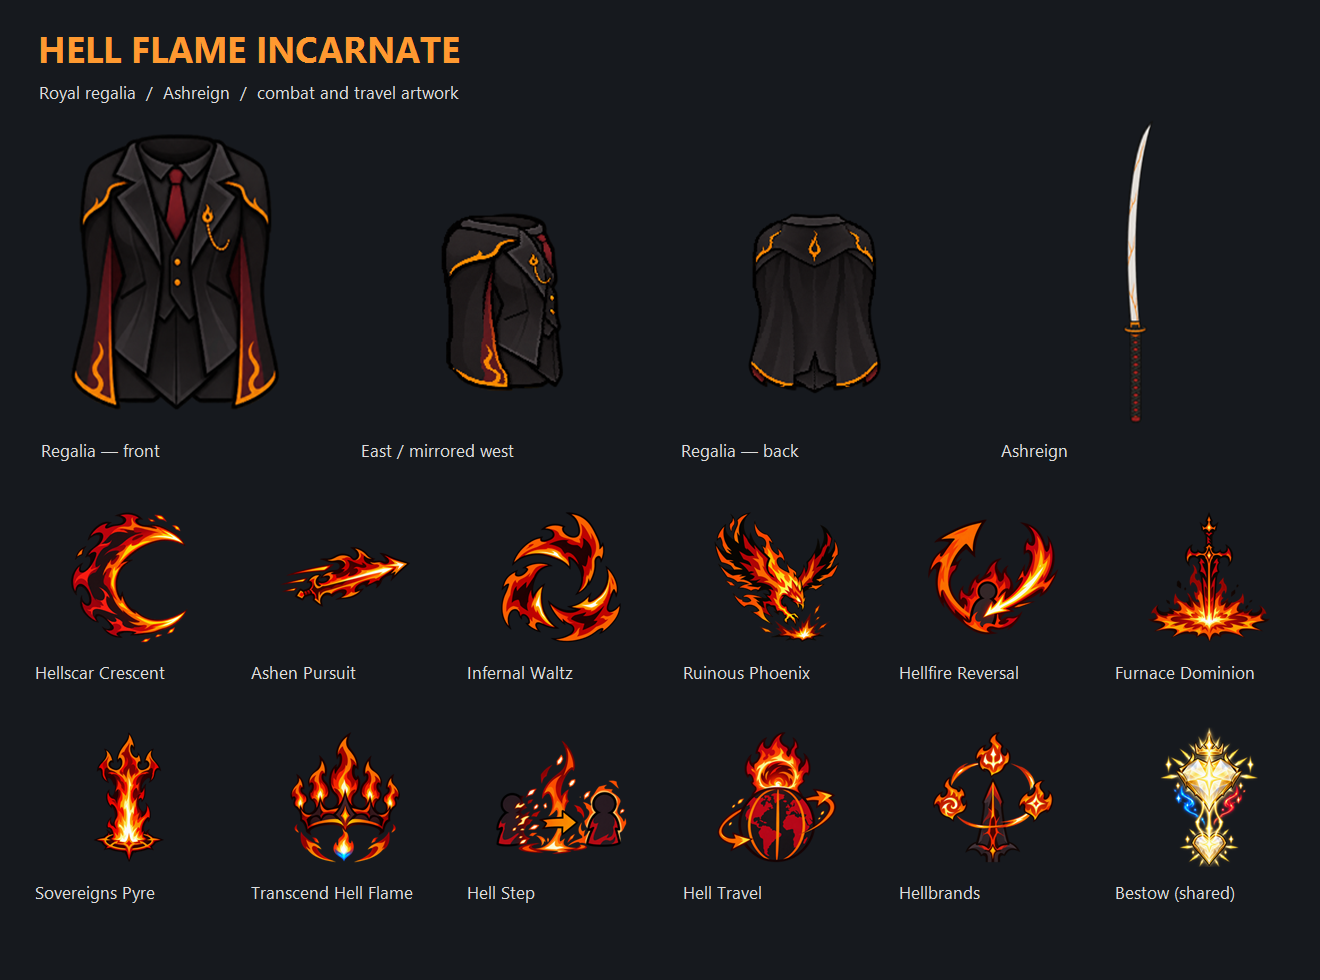 HELL FLAME INCARNATE
Royal regalia / Ashreign / combat and travel artwork
Regalia — front
East / mirrored west
Regalia — back
Ashreign
Hellscar Crescent
Ashen Pursuit
Infernal Waltz
Ruinous Phoenix
Hellfire Reversal
Furnace Dominion
Sovereigns Pyre
Transcend Hell Flame
Hell Step
Hell Travel
Hellbrands
Bestow (shared)